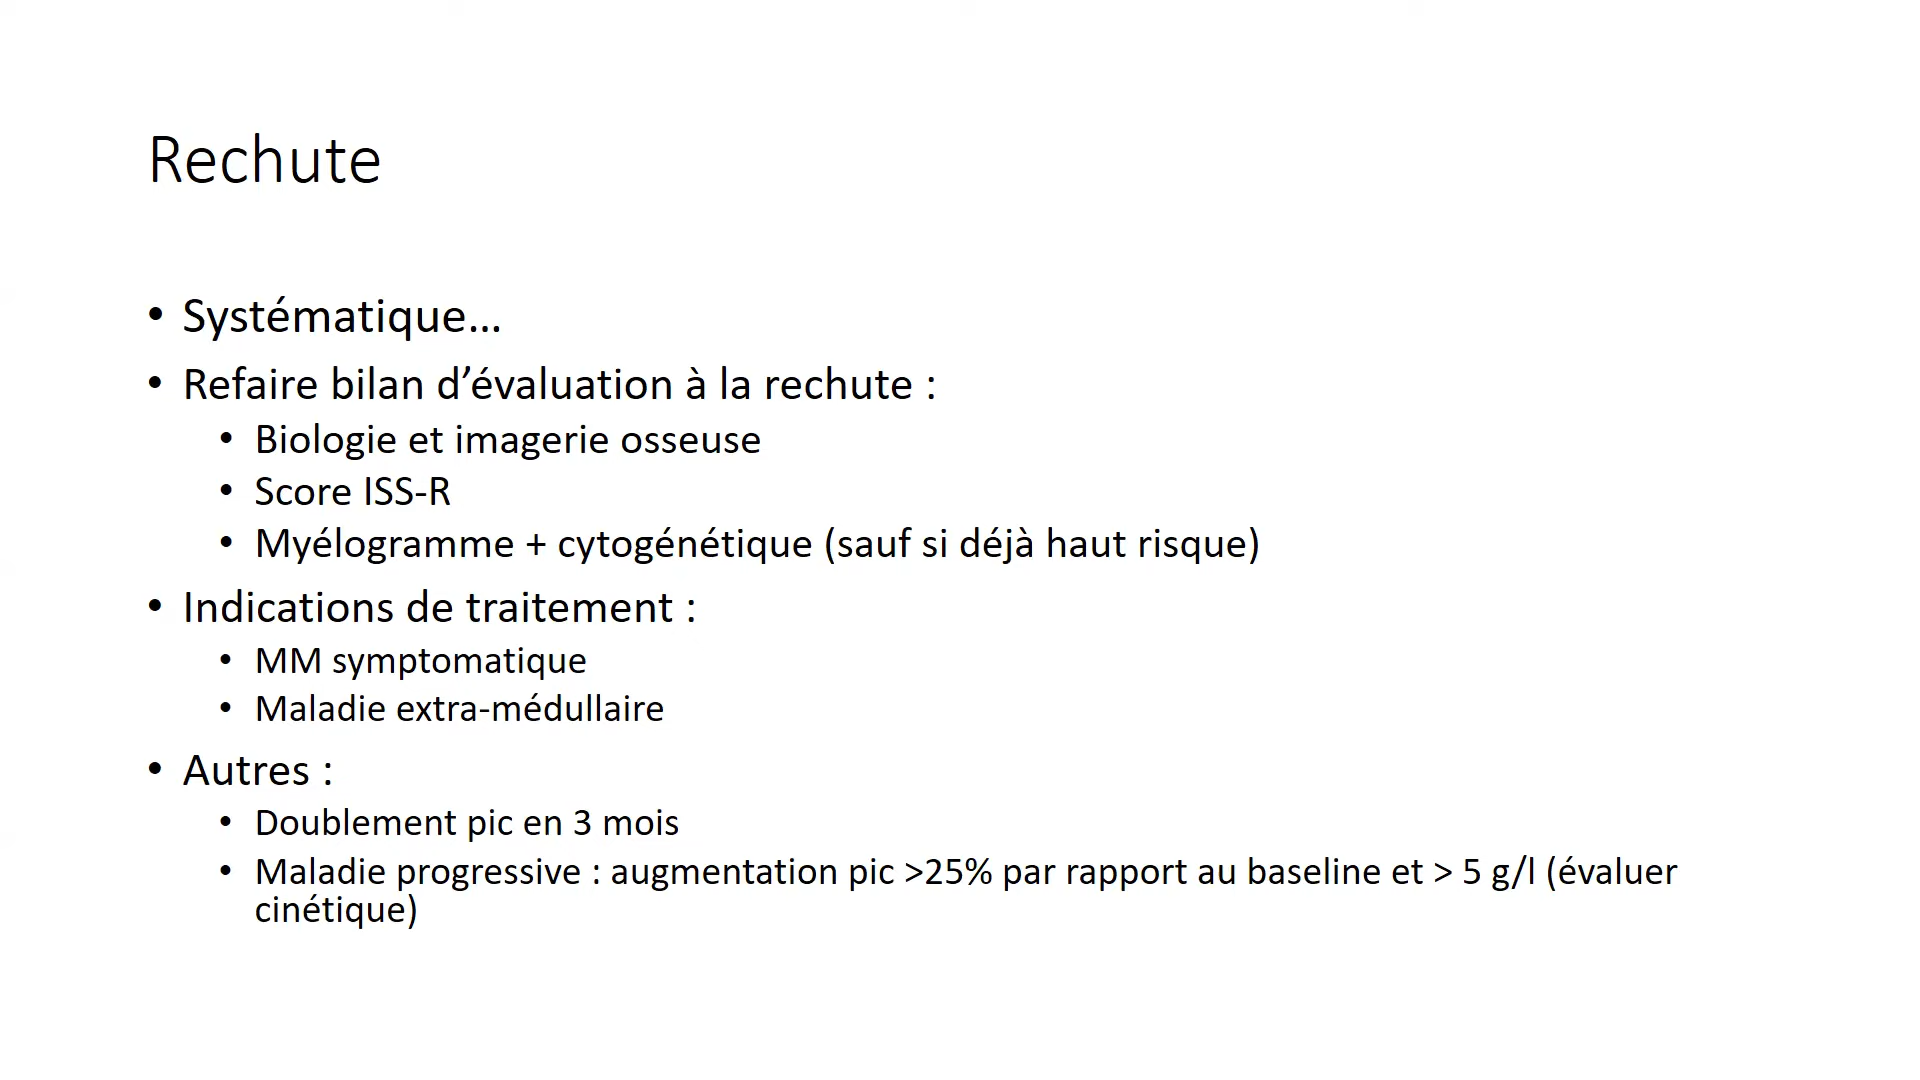 Rechute
• Systématique...
• Refaire bilan d’évaluation à la rechute :
• Biologie et imagerie osseuse
• Score ISS-R
• Myélogramme + cytogénétique (sauf si déjà haut risque)
• Indications de traitement :
• MM symptomatique
• Maladie extra-médullaire
• Autres :
• Doublement pic en 3 mois
• Maladie progressive : augmentation pic >25% par rapport au baseline et > 5 g/l (évaluer
cinétique)